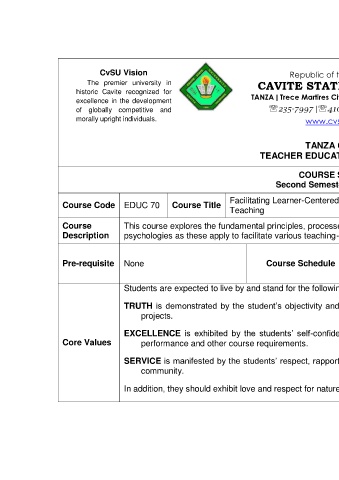 CvSU Vision
The premier university in
historic Cavite recognized for
excellence in the development
of globally competitive and
morally upright individuals.
Republic of
CAVITE STAT
TANZA | Trece Martires Ci
☏235-7997 |☏41
www.cvs
TANZA
TEACHER EDUCAT
COURSE
Second Semest
Course Code EDUC 70 Course Title Facilitating Learner-Centered
Teaching
Course
Description
This course explores the fundamental principles, process
psychologies as these apply to facilitate various teaching-
Pre-requisite None Course Schedule
Core Values
Students are expected to live by and stand for the followin
TRUTH is demonstrated by the student's objectivity and
projects.
EXCELLENCE is exhibited by the students' self-confide
performance and other course requirements.
SERVICE is manifested by the students' respect, rapport
community.
In addition, they should exhibit love and respect for nature